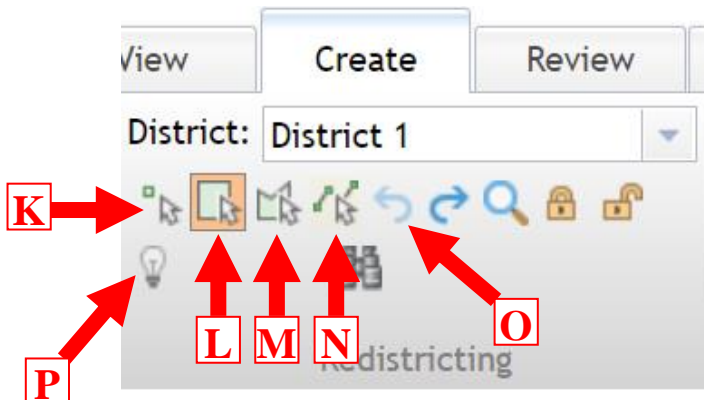 View Create Review
District: District 1
K
L M N O
Redistricting
P